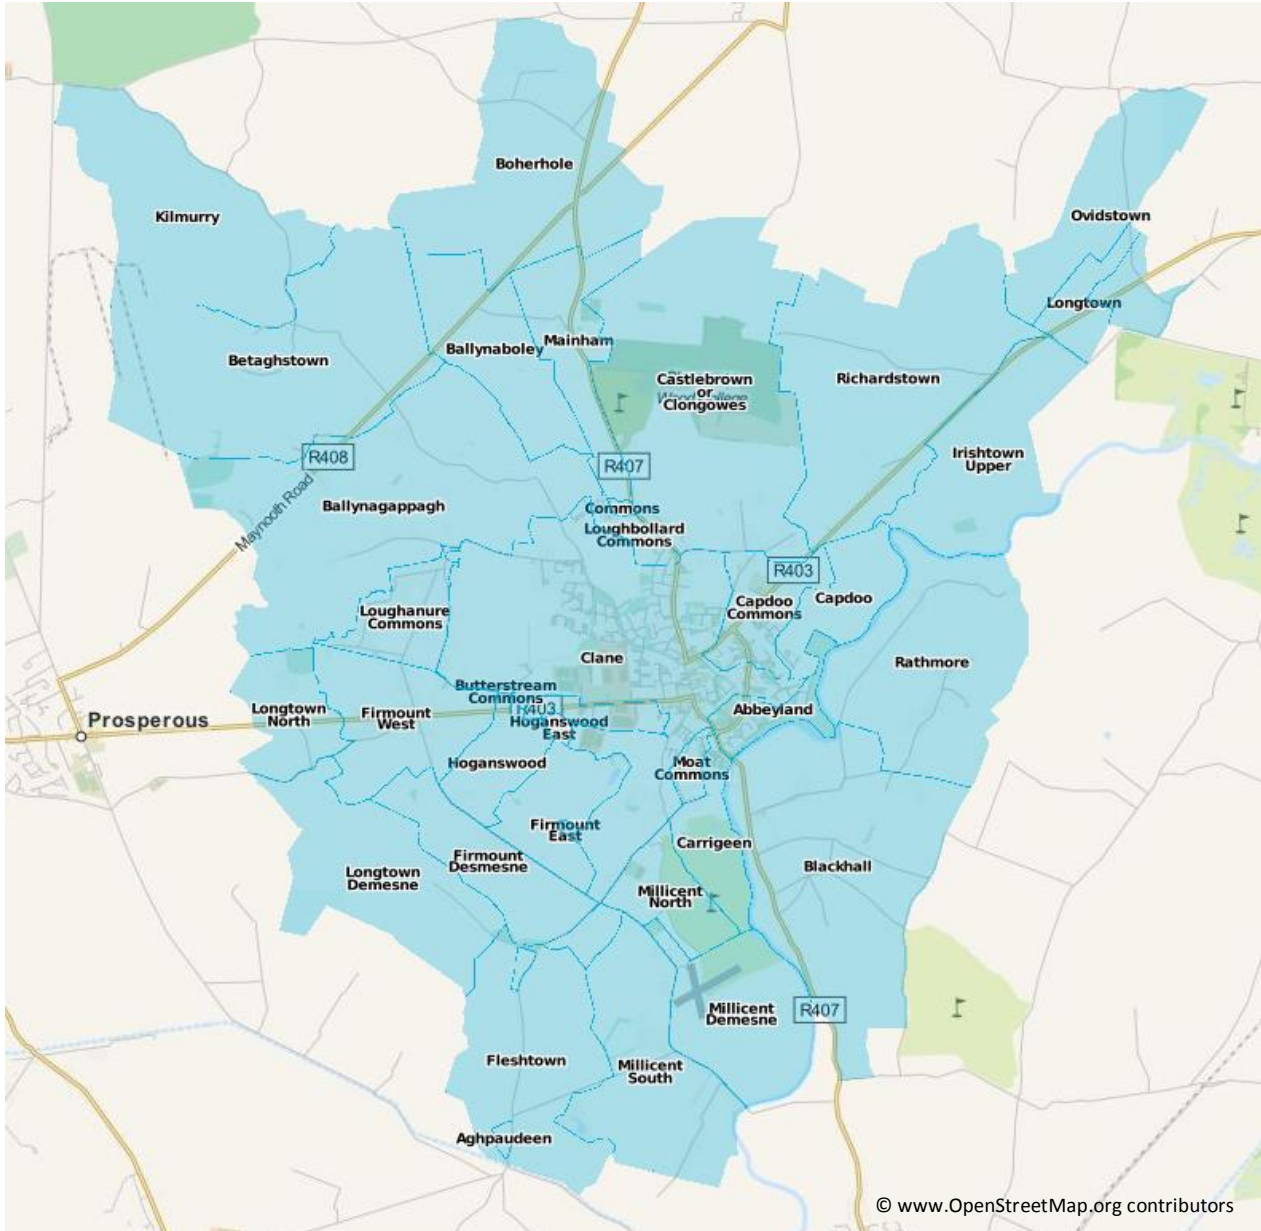 Boherhole
Kilmurry
Ovidstown
Longtown
Mainham
Ballynaboley
Betaghstown
Castlebrown
or
Clongowes
Richardstown
R408
R407
Irishtown
Upper
Maynooth Road
Ballynagappagh
Commons
Loughbollard
Commons
R403
Capdoo
Commons
Capdoo
Loughanure
Commons
Clane
Rathmore
Butterstream
Commons
R403
Longtown
North
Firmount
West
Abbeyland
Prosperous
Hoganswood
East
Hoganswood
Moat
Commons
Firmount
East
Carrigeen
Firmount
Desmesne
Longtown
Demesne
Blackhall
Millicent
North
Millicent
Demesne
R407
Fleshtown
Millicent
South
Aghpaudeen
© www.OpenStreetMap.org contributors